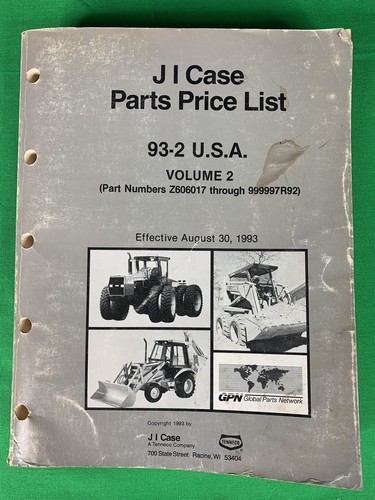 J I Case
Parts Price List
93-2 U.S.A.
VOLUME 2
(Part Numbers Z606017 through 999997R92)
Effective August 30, 1993
GPN Global Parts Network
Copyright 1993 by
J I Case
A Tenneco Company
700 State Street Racine, WI 53404
TENNECO